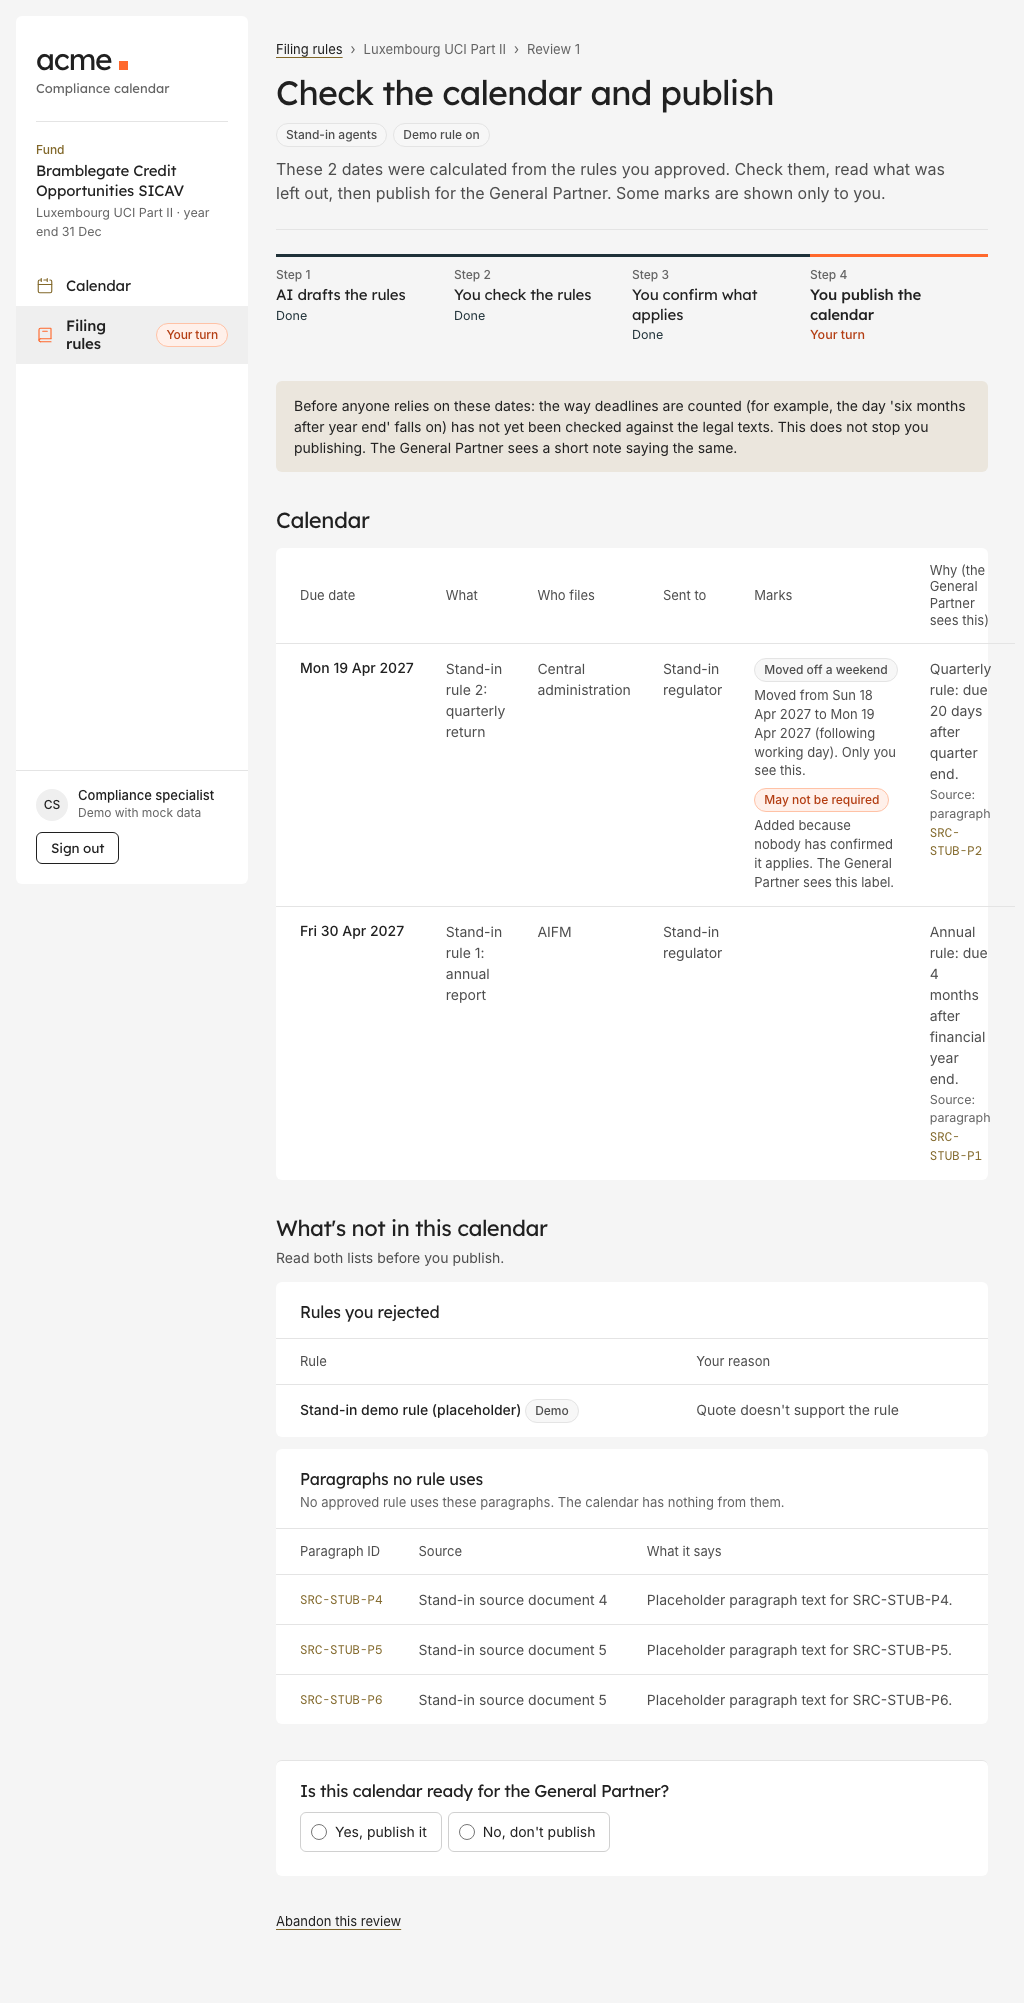 acme
Compliance calendar
Fund
Bramblegate Credit
Opportunities SICAV
Luxembourg UCI Part II · year
end 31 Dec
Calendar
Filing
rules
Your turn
CS
Compliance specialist
Demo with mock data
Sign out
Filing rules › Luxembourg UCI Part II › Review 1
Check the calendar and publish
Stand-in agents
Demo rule on
These 2 dates were calculated from the rules you approved. Check them, read what was
left out, then publish for the General Partner. Some marks are shown only to you.
Step 1
AI drafts the rules
Done
Step 2
You check the rules
Done
Step 3
You confirm what
applies
Done
Step 4
You publish the
calendar
Your turn
Before anyone relies on these dates: the way deadlines are counted (for example, the day 'six months
after year end' falls on) has not yet been checked against the legal texts. This does not stop you
publishing. The General Partner sees a short note saying the same.
Calendar
Due date
What
Who files
Sent to
Marks
Why (the
General
Partner
sees this)
Mon 19 Apr 2027
Stand-in
rule 2:
quarterly
return
Central
administration
Stand-in
regulator
Moved off a weekend
Moved from Sun 18
Apr 2027 to Mon 19
Apr 2027 (following
working day). Only you
see this.
May not be required
Added because
nobody has confirmed
it applies. The General
Partner sees this label.
Quarterly
rule: due
20 days
after
quarter
end.
Source:
paragraph
SRC-
STUB-P2
Fri 30 Apr 2027
Stand-in
rule 1:
annual
report
AIFM
Stand-in
regulator
Annual
rule: due
4
months
after
financial
year
end.
Source:
paragraph
SRC-
STUB-P1
What's not in this calendar
Read both lists before you publish.
Rules you rejected
Rule
Your reason
Stand-in demo rule (placeholder) Demo
Quote doesn't support the rule
Paragraphs no rule uses
No approved rule uses these paragraphs. The calendar has nothing from them.
Paragraph ID
Source
What it says
SRC-STUB-P4
Stand-in source document 4
Placeholder paragraph text for SRC-STUB-P4.
SRC-STUB-P5
Stand-in source document 5
Placeholder paragraph text for SRC-STUB-P5.
SRC-STUB-P6
Stand-in source document 5
Placeholder paragraph text for SRC-STUB-P6.
Is this calendar ready for the General Partner?
Yes, publish it
No, don't publish
Abandon this review